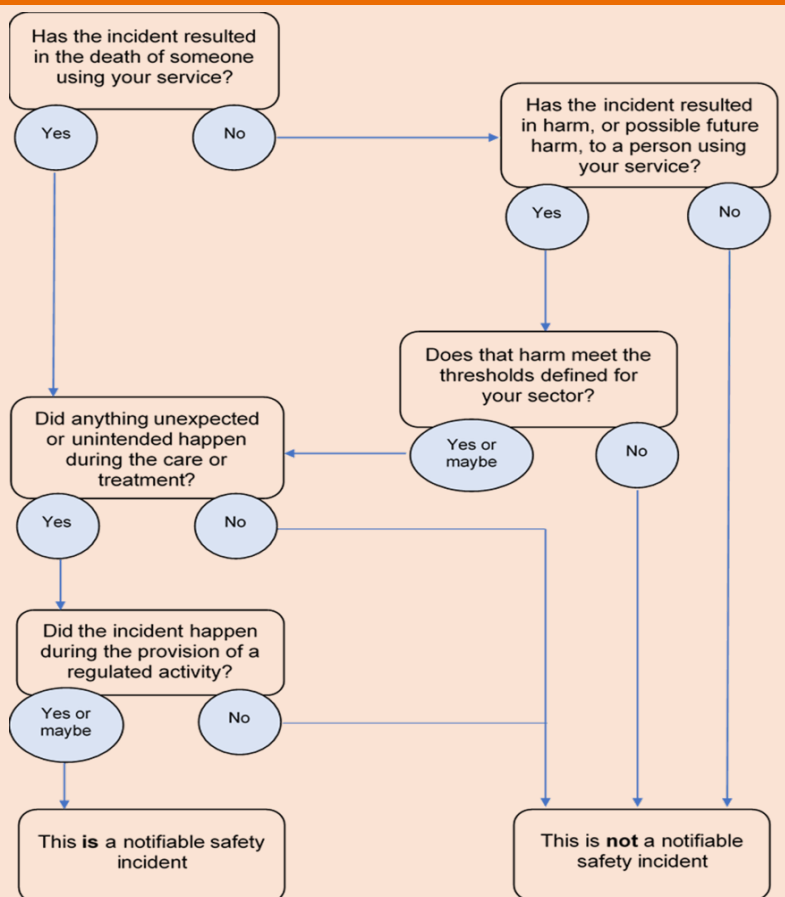 Has the incident resulted
in the death of someone
using your service?
Yes
No
Has the incident resulted
in harm, or possible future
harm, to a person using
your service?
Yes
No
Does that harm meet the
thresholds defined for
your sector?
Yes or
maybe
No
Did anything unexpected
or unintended happen
during the care or
treatment?
Yes
No
Did the incident happen
during the provision of a
regulated activity?
Yes or
maybe
No
This is a notifiable safety
incident
This is not a notifiable
safety incident